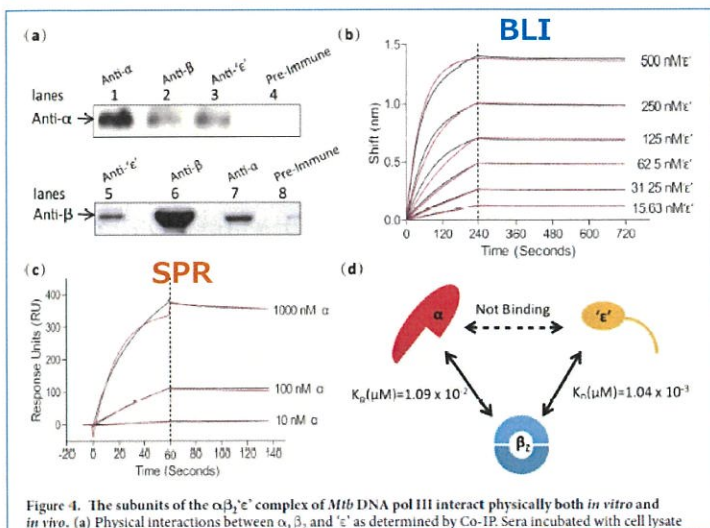 (a)
Anti-α Anti-β Anti-'ε' Pre-Immune
lanes 1 2 3 4
Anti-α
Anti-'ε' Anti-β Anti-α Pre-Immune
lanes 5 6 7 8
Anti-β
(b) BLI
Shift (nm)
1.5
1.0
0.5
0.0
500 nM'ε'
250 nM'ε'
125 nM'ε'
62.5 nM'ε'
31.25 nM'ε'
15.63 nM'ε'
0 120 240 360 480 600 720
Time (Seconds)
(c) SPR
Response Units (RU)
400
300
200
100
0
1000 nM α
100 nM α
10 nM α
-20 0 20 40 60 80 100 120 140
Time (Seconds)
(d)
α Not Binding 'ε'
K_D(μM)=1.09 x 10⁻² K_D(μM)=1.04 x 10⁻³
β₂
Figure 4. The subunits of the αβ₂'ε' complex of Mtb DNA pol III interact physically both in vitro and
in vivo. (a) Physical interactions between α, β₂ and 'ε' as determined by Co-IP. Sera incubated with cell lysate